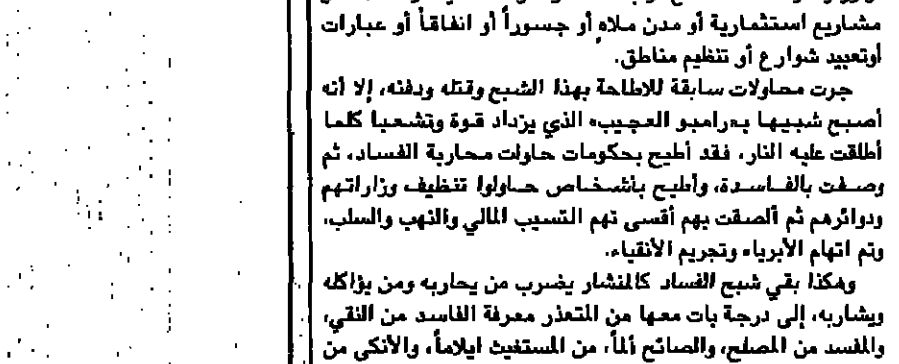 مشاريع استثمارية أو مدن ملاهٍ أو جسوراً أو انفاقاً أو عبارات
أوتعبيد شوارع أو تنظيم مناطق.
جرت محاولات سابقة للاطاحة بهذا الشبح وقتله ودفنه، إلا أنه
أصبح شبيها بـ«رامبو العجيب» الذي يزداد قوة وتشعبا كلما
أطلقت عليه النار، فقد أطيح بحكومات حاولت محاربة الفساد، ثم
وصفت بالفاسدة، وأطيح بأشخاص حاولوا تنظيف وزاراتهم
ودوائرهم ثم ألصقت بهم أقسى تهم التسيب المالي والنهب والسلب،
وتم اتهام الأبرياء وتجريم الأنقياء.
وهكذا بقي شبح الفساد كالمنشار يضرب من يحاربه ومن يؤاكله
ويشاربه، إلى درجة بات معها من المتعذر معرفة الفاسد من النقي،
والمفسد من المصلح، والصائح ألماً، من المستغيث ايلاماً، والأنكى من